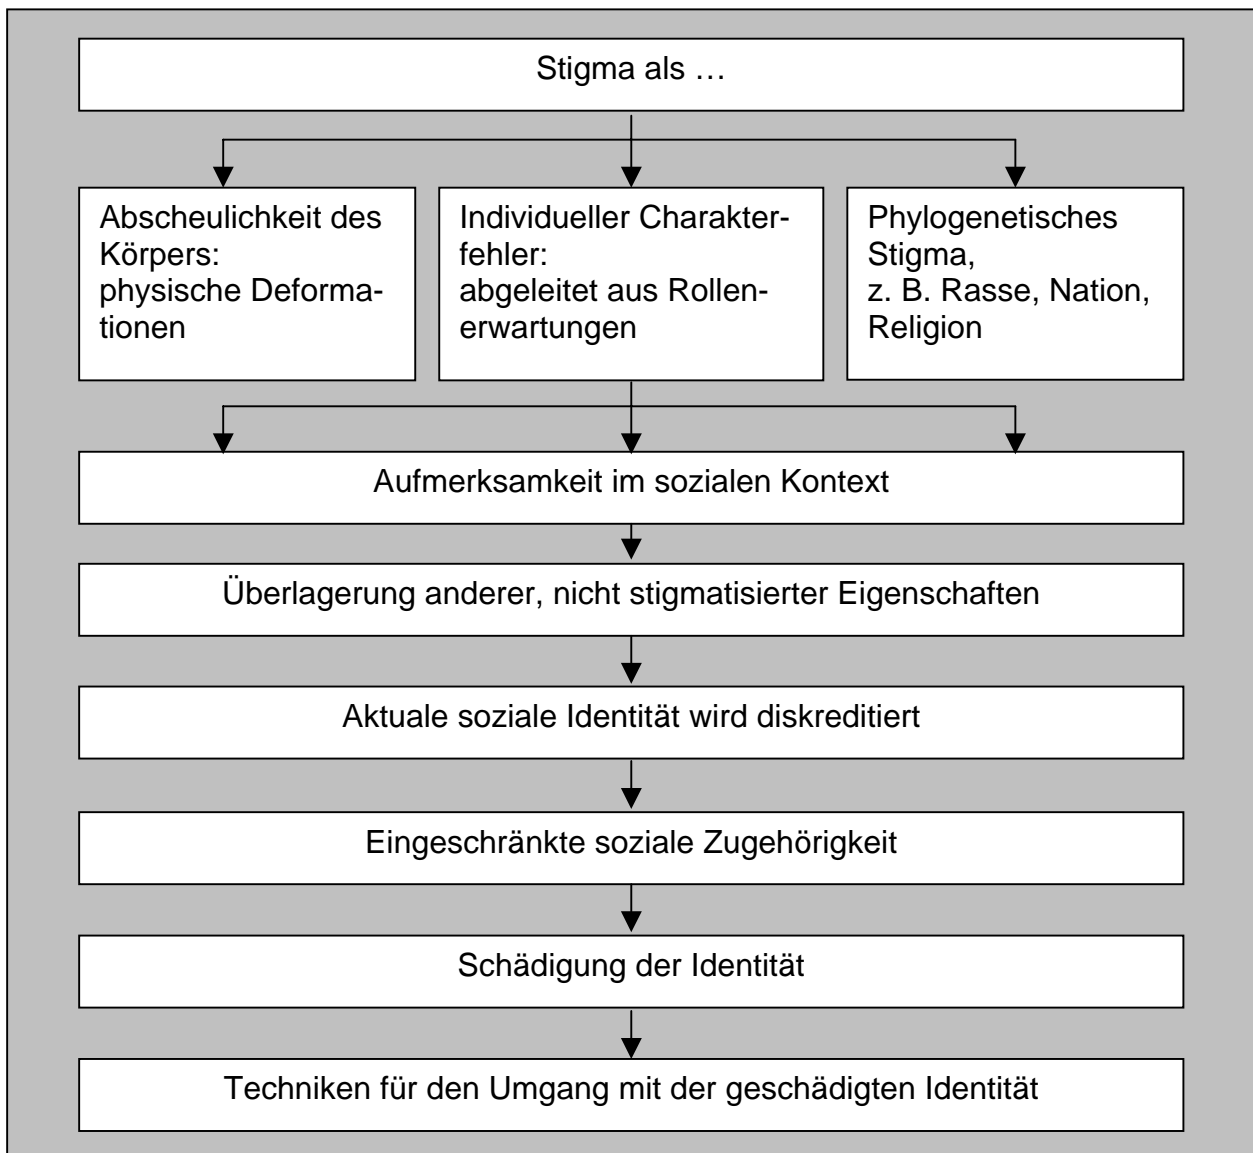 Stigma als …
Abscheulichkeit des
Körpers:
physische Deforma-
tionen
Individueller Charakter-
fehler:
abgeleitet aus Rollen-
erwartungen
Phylogenetisches
Stigma,
z. B. Rasse, Nation,
Religion
Aufmerksamkeit im sozialen Kontext
Überlagerung anderer, nicht stigmatisierter Eigenschaften
Aktuale soziale Identität wird diskreditiert
Eingeschränkte soziale Zugehörigkeit
Schädigung der Identität
Techniken für den Umgang mit der geschädigten Identität